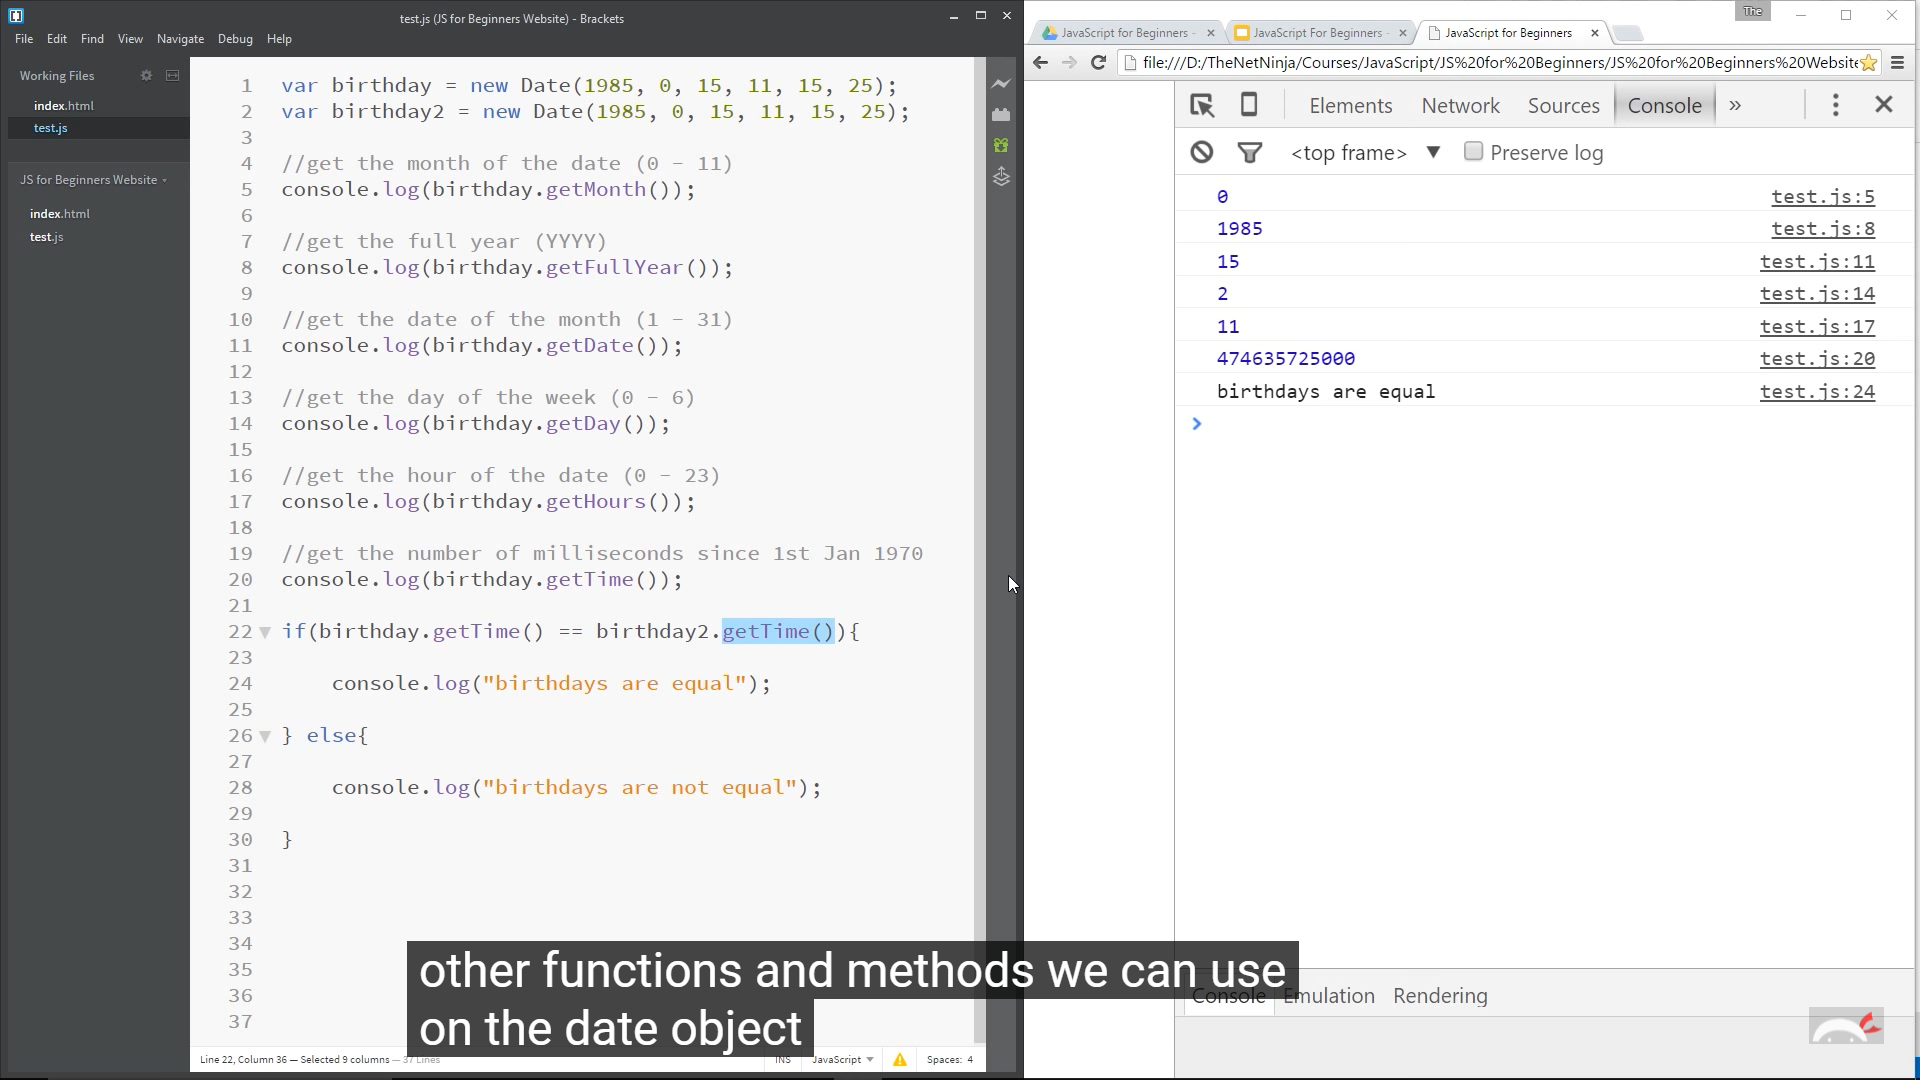 test.js (JS for Beginners Website) - Brackets
File Edit Find View Navigate Debug Help
Working Files
index.html
test.js
JS for Beginners Website
index.html
test.js
1 var birthday = new Date(1985, 0, 15, 11, 15, 25);
2 var birthday2 = new Date(1985, 0, 15, 11, 15, 25);
3
4 //get the month of the date (0 - 11)
5 console.log(birthday.getMonth());
6
7 //get the full year (YYYY)
8 console.log(birthday.getFullYear());
9
10 //get the date of the month (1 - 31)
11 console.log(birthday.getDate());
12
13 //get the day of the week (0 - 6)
14 console.log(birthday.getDay());
15
16 //get the hour of the date (0 - 23)
17 console.log(birthday.getHours());
18
19 //get the number of milliseconds since 1st Jan 1970
20 console.log(birthday.getTime());
21
22 if(birthday.getTime() == birthday2.getTime()){
23
24 console.log("birthdays are equal");
25
26 } else{
27
28 console.log("birthdays are not equal");
29
30 }
31
32
33
34
35
36
37
Line 22, Column 36 — Selected 9 columns — 37 Lines
INS JavaScript Spaces: 4
The
JavaScript for Beginners - JavaScript For Beginners - JavaScript for Beginners
file:///D:/TheNetNinja/Courses/JavaScript/JS%20for%20Beginners/JS%20for%20Beginners%20Website
Elements Network Sources Console »
<top frame> Preserve log
0 test.js:5
1985 test.js:8
15 test.js:11
2 test.js:14
11 test.js:17
474635725000 test.js:20
birthdays are equal test.js:24
Console Emulation Rendering
other functions and methods we can use
on the date object